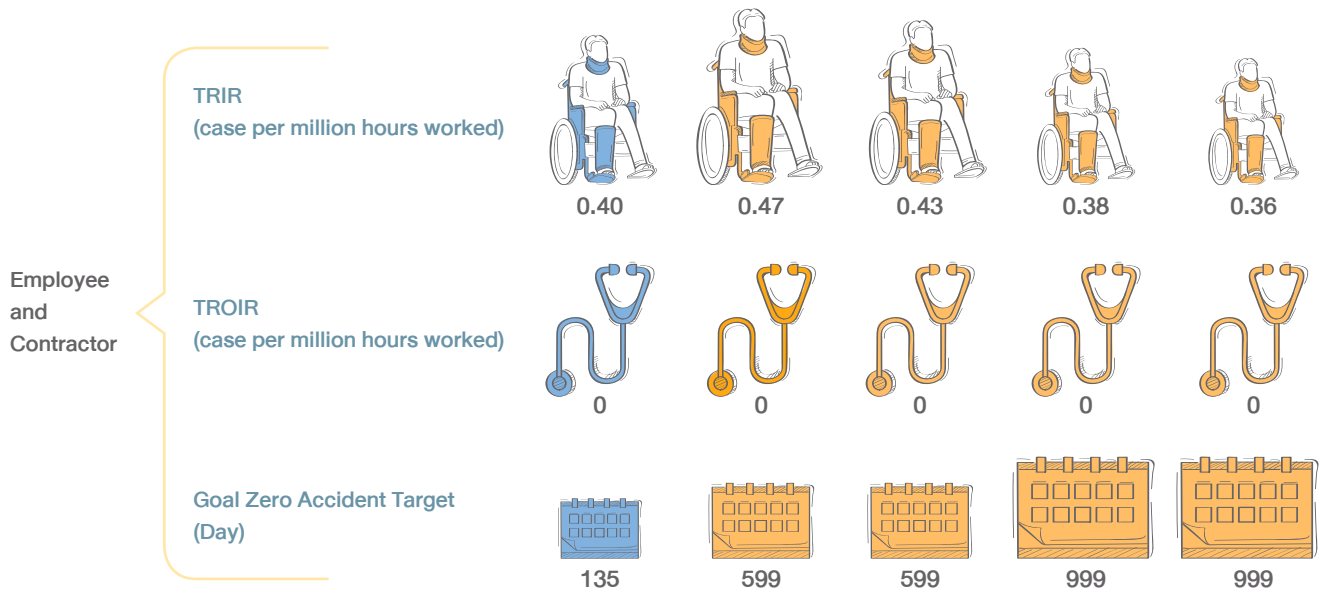 Employee
and
Contractor
TRIR
(case per million hours worked)
0.40
0.47
0.43
0.38
0.36
TROIR
(case per million hours worked)
0
0
0
0
0
Goal Zero Accident Target
(Day)
135
599
599
999
999